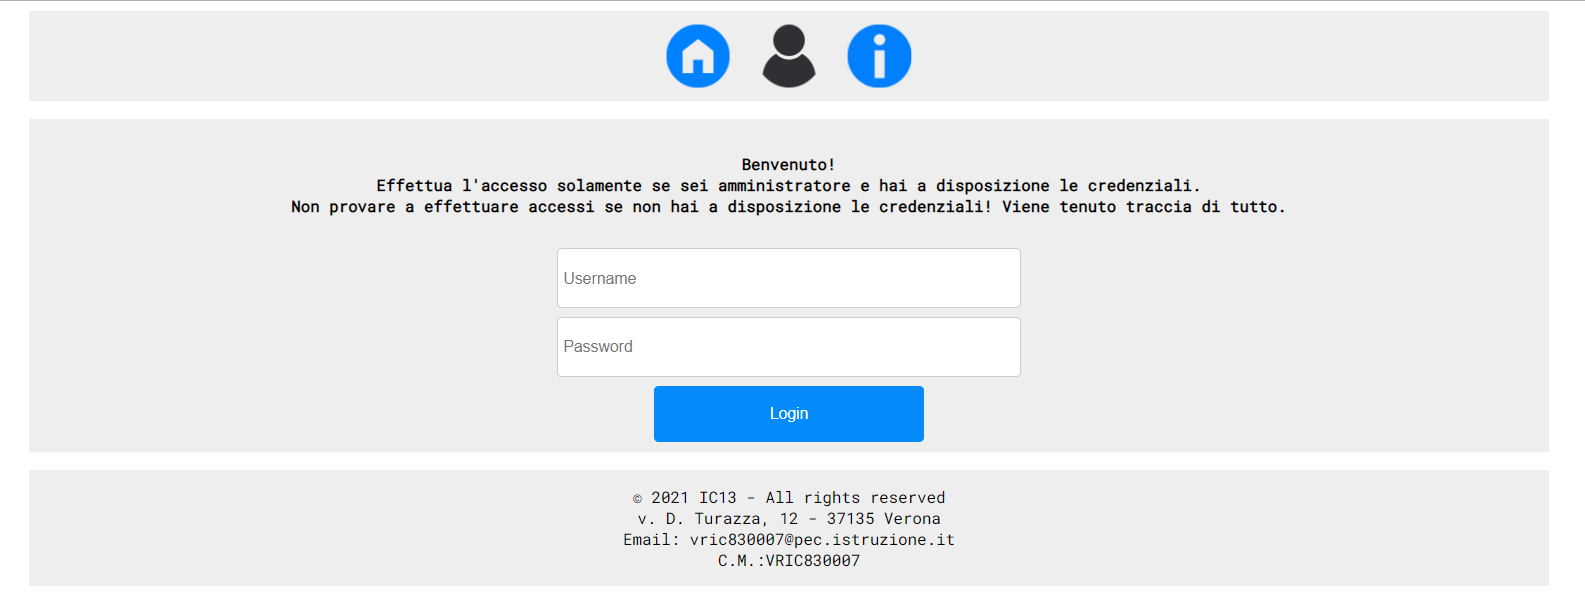 Benvenuto!
Effettua l'accesso solamente se sei amministratore e hai a disposizione le credenziali.
Non provare a effettuare accessi se non hai a disposizione le credenziali! Viene tenuto traccia di tutto.
Username
Password
Login
© 2021 IC13 - All rights reserved
v. D. Turazza, 12 - 37135 Verona
Email: vric830007@pec.istruzione.it
C.M.:VRIC830007